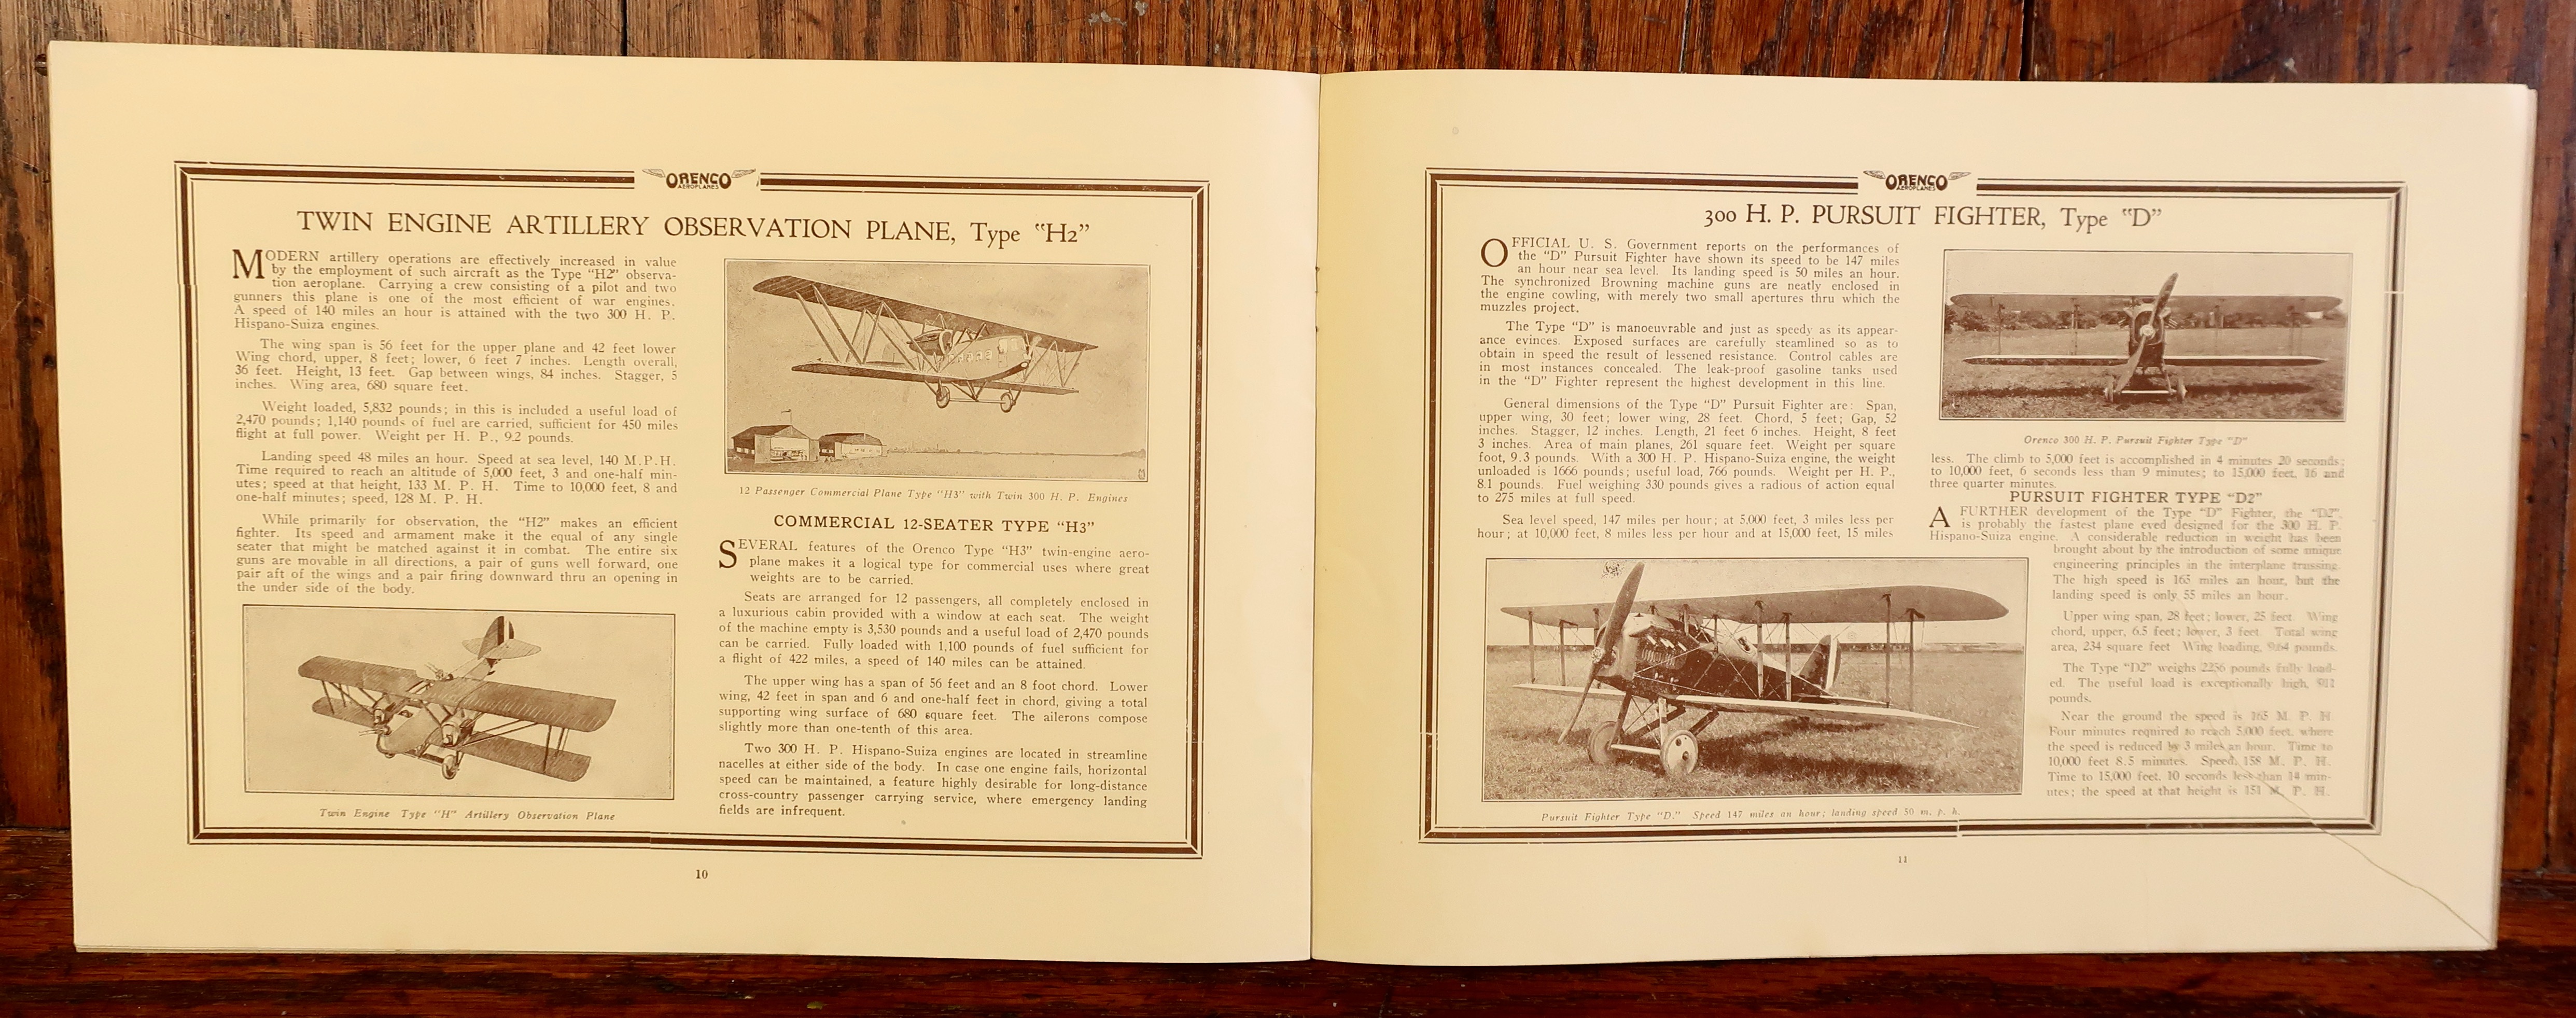 ORENCO
AEROPLANES
TWIN ENGINE ARTILLERY OBSERVATION PLANE, Type "H2"
MODERN artillery operations are effectively increased in value
by the employment of such aircraft as the Type "H2" observa-
tion aeroplane. Carrying a crew consisting of a pilot and two
gunners this plane is one of the most efficient of war engines.
A speed of 140 miles an hour is attained with the two 300 H. P.
Hispano-Suiza engines.
The wing span is 56 feet for the upper plane and 42 feet lower
Wing chord, upper, 8 feet; lower, 6 feet 7 inches. Length overall,
36 feet. Height, 13 feet. Gap between wings, 84 inches. Stagger, 5
inches. Wing area, 680 square feet.
Weight loaded, 5,832 pounds; in this is included a useful load of
2,470 pounds; 1,140 pounds of fuel are carried, sufficient for 450 miles
flight at full power. Weight per H. P., 9.2 pounds.
Landing speed 48 miles an hour. Speed at sea level, 140 M.P.H.
Time required to reach an altitude of 5,000 feet, 3 and one-half min-
utes; speed at that height, 133 M. P. H. Time to 10,000 feet, 8 and
one-half minutes; speed, 128 M. P. H.
While primarily for observation, the "H2" makes an efficient
fighter. Its speed and armament make it the equal of any single
seater that might be matched against it in combat. The entire six
guns are movable in all directions, a pair of guns well forward, one
pair aft of the wings and a pair firing downward thru an opening in
the under side of the body.
Twin Engine Type "H" Artillery Observation Plane
12 Passenger Commercial Plane Type "H3" with Twin 300 H. P. Engines
COMMERCIAL 12-SEATER TYPE "H3"
SEVERAL features of the Orenco Type "H3" twin-engine aero-
plane makes it a logical type for commercial uses where great
weights are to be carried.
Seats are arranged for 12 passengers, all completely enclosed in
a luxurious cabin provided with a window at each seat. The weight
of the machine empty is 3,530 pounds and a useful load of 2,470 pounds
can be carried. Fully loaded with 1,100 pounds of fuel sufficient for
a flight of 422 miles, a speed of 140 miles can be attained.
The upper wing has a span of 56 feet and an 8 foot chord. Lower
wing, 42 feet in span and 6 and one-half feet in chord, giving a total
supporting wing surface of 680 square feet. The ailerons compose
slightly more than one-tenth of this area.
Two 300 H. P. Hispano-Suiza engines are located in streamline
nacelles at either side of the body. In case one engine fails, horizontal
speed can be maintained, a feature highly desirable for long-distance
cross-country passenger carrying service, where emergency landing
fields are infrequent.
10
ORENCO
AEROPLANES
300 H. P. PURSUIT FIGHTER, Type "D"
OFFICIAL U. S. Government reports on the performances of
the "D" Pursuit Fighter have shown its speed to be 147 miles
an hour near sea level. Its landing speed is 50 miles an hour.
The synchronized Browning machine guns are neatly enclosed in
the engine cowling, with merely two small apertures thru which the
muzzles project.
The Type "D" is manoeuvrable and just as speedy as its appear-
ance evinces. Exposed surfaces are carefully steamlined so as to
obtain in speed the result of lessened resistance. Control cables are
in most instances concealed. The leak-proof gasoline tanks used
in the "D" Fighter represent the highest development in this line.
General dimensions of the Type "D" Pursuit Fighter are: Span,
upper wing, 30 feet; lower wing, 28 feet. Chord, 5 feet; Gap, 52
inches. Stagger, 12 inches. Length, 21 feet 6 inches. Height, 8 feet
3 inches. Area of main planes, 261 square feet. Weight per square
foot, 9.3 pounds. With a 300 H. P. Hispano-Suiza engine, the weight
unloaded is 1666 pounds; useful load, 766 pounds. Weight per H. P.,
8.1 pounds. Fuel weighing 330 pounds gives a radious of action equal
to 275 miles at full speed.
Sea level speed, 147 miles per hour; at 5,000 feet, 3 miles less per
hour; at 10,000 feet, 8 miles less per hour and at 15,000 feet, 15 miles
Pursuit Fighter Type "D." Speed 147 miles an hour; landing speed 50 m. p. h.
Orenco 300 H. P. Pursuit Fighter Type "D"
less. The climb to 5,000 feet is accomplished in 4 minutes 20 seconds;
to 10,000 feet, 6 seconds less than 9 minutes; to 15,000 feet, 16 and
three quarter minutes.
PURSUIT FIGHTER TYPE "D2"
A FURTHER development of the Type "D" Fighter, the "D2",
is probably the fastest plane eved designed for the 300 H. P.
Hispano-Suiza engine. A considerable reduction in weight has been
brought about by the introduction of some unique
engineering principles in the interplane trussing.
The high speed is 165 miles an hour, but the
landing speed is only 55 miles an hour.
Upper wing span, 28 feet; lower, 25 feet. Wing
chord, upper, 6.5 feet; lower, 3 feet. Total wing
area, 234 square feet Wing loading, pounds.
The Type "D2" weighs 2256 pounds fully load-
ed. The useful load is exceptionally high,
pounds.
Near the ground the speed is 165 M. P. H
Four minutes required to reach 5,000 feet, where
the speed is reduced by 3 miles an hour. Time to
10,000 feet 8.5 minutes. Speed, 158 M. P. H.
Time to 15,000 feet, 10 seconds less than 14 min-
utes; the speed at that height is 151 M. P. H.
11